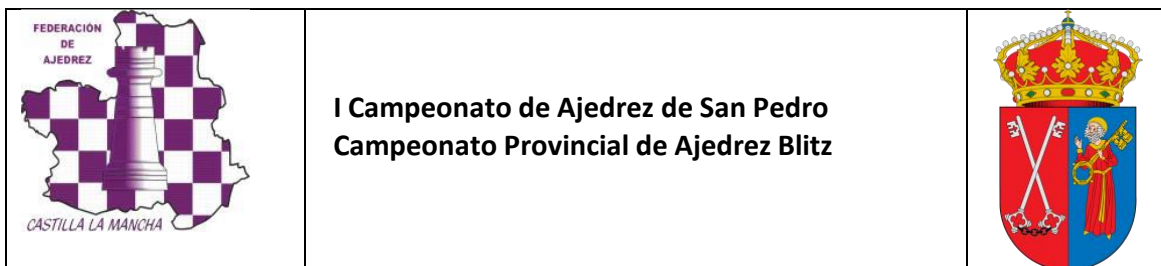 FEDERACIÓN
DE
AJEDREZ
CASTILLA LA MANCHA
I Campeonato de Ajedrez de San Pedro
Campeonato Provincial de Ajedrez Blitz